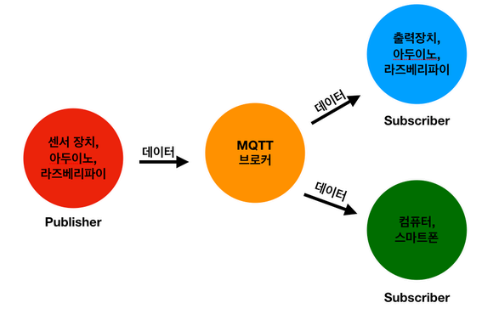 센서 장치,
아두이노,
라즈베리파이
Publisher
데이터
MQTT
브로커
데이터
출력장치,
아두이노,
라즈베리파이
Subscriber
데이터
컴퓨터,
스마트폰
Subscriber